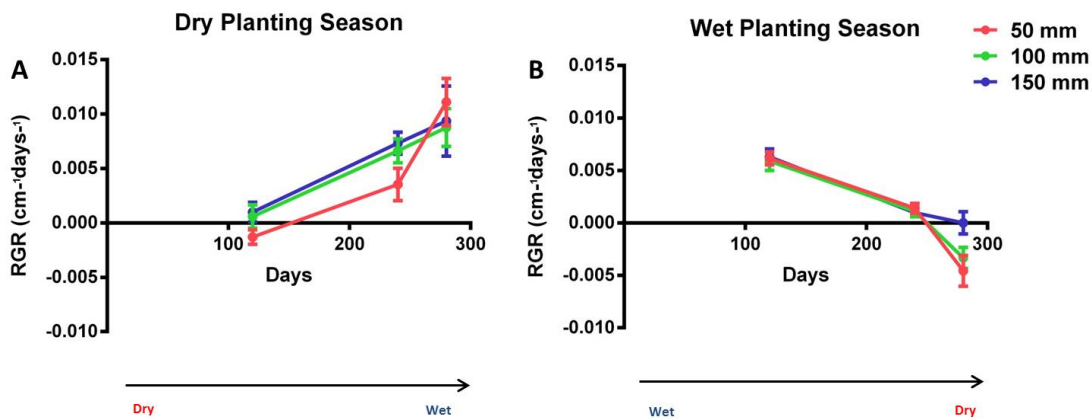 Dry Planting Season
A
0.015
0.010
0.005
0.000
-0.005
-0.010
RGR (cm-¹days-¹)
100
200
300
Days
Dry
Wet
Wet Planting Season
B
0.015
0.010
0.005
0.000
-0.005
-0.010
RGR (cm-¹days-¹)
100
200
300
Days
Wet
Dry
50 mm
100 mm
150 mm